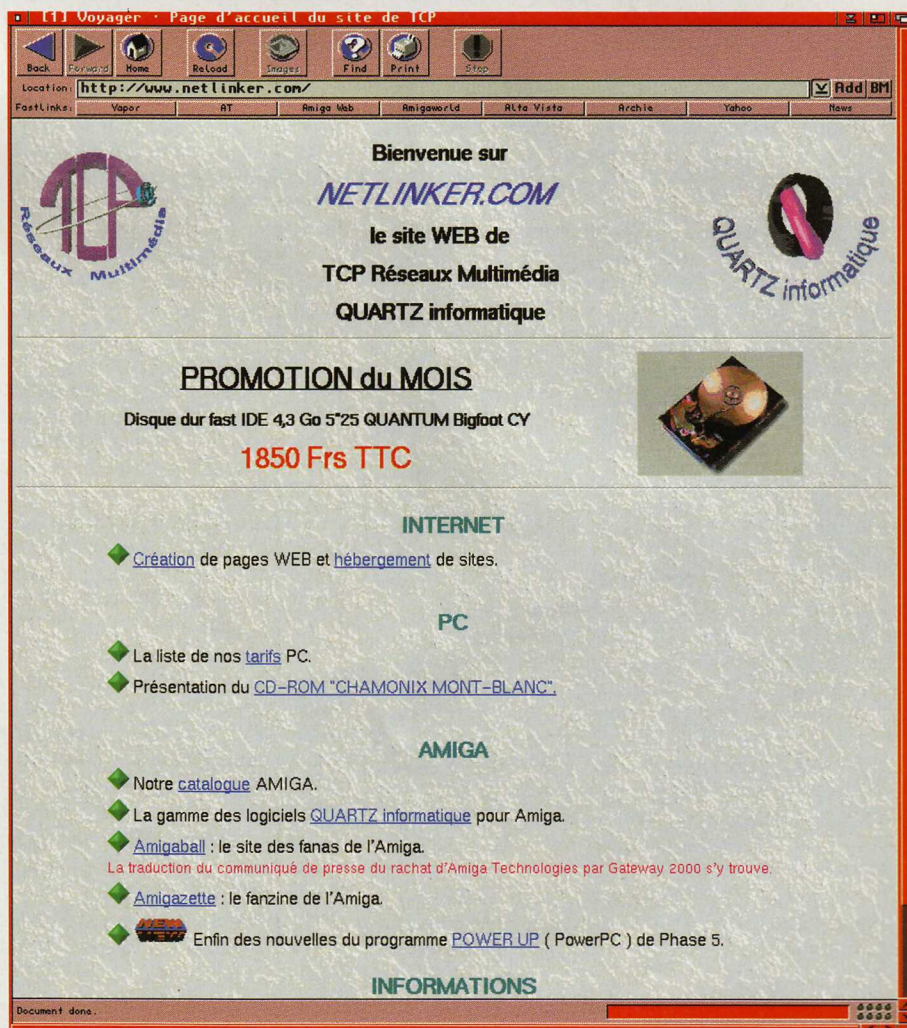 [1] Voyager · Page d'accueil du site de TCP
Back Forward Home Reload Images Find Print Stop
Location: http://www.netlinker.com/ Add BM
FastLinks: Vapor AT Amiga Web Amigaworld Alta Vista Archie Yahoo News
TCP
Réseaux Multimédia
Bienvenue sur
NETLINKER.COM
le site WEB de
TCP Réseaux Multimédia
QUARTZ informatique
QUARTZ informatique
PROMOTION du MOIS
Disque dur fast IDE 4,3 Go 5"25 QUANTUM Bigfoot CY
1850 Frs TTC
INTERNET
Création de pages WEB et hébergement de sites.
PC
La liste de nos tarifs PC.
Présentation du CD-ROM "CHAMONIX MONT-BLANC".
AMIGA
Notre catalogue AMIGA.
La gamme des logiciels QUARTZ informatique pour Amiga.
Amigaball : le site des fanas de l'Amiga.
La traduction du communiqué de presse du rachat d'Amiga Technologies par Gateway 2000 s'y trouve.
Amigazette : le fanzine de l'Amiga.
NEW Enfin des nouvelles du programme POWER UP ( PowerPC ) de Phase 5.
INFORMATIONS
Document done.